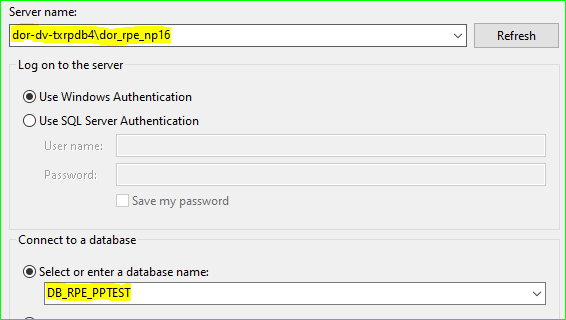 Server name:
dor-dv-txrpdb4\dor_rpe_np16
Refresh
Log on to the server
Use Windows Authentication
Use SQL Server Authentication
User name:
Password:
Save my password
Connect to a database
Select or enter a database name:
DB_RPE_PPTEST